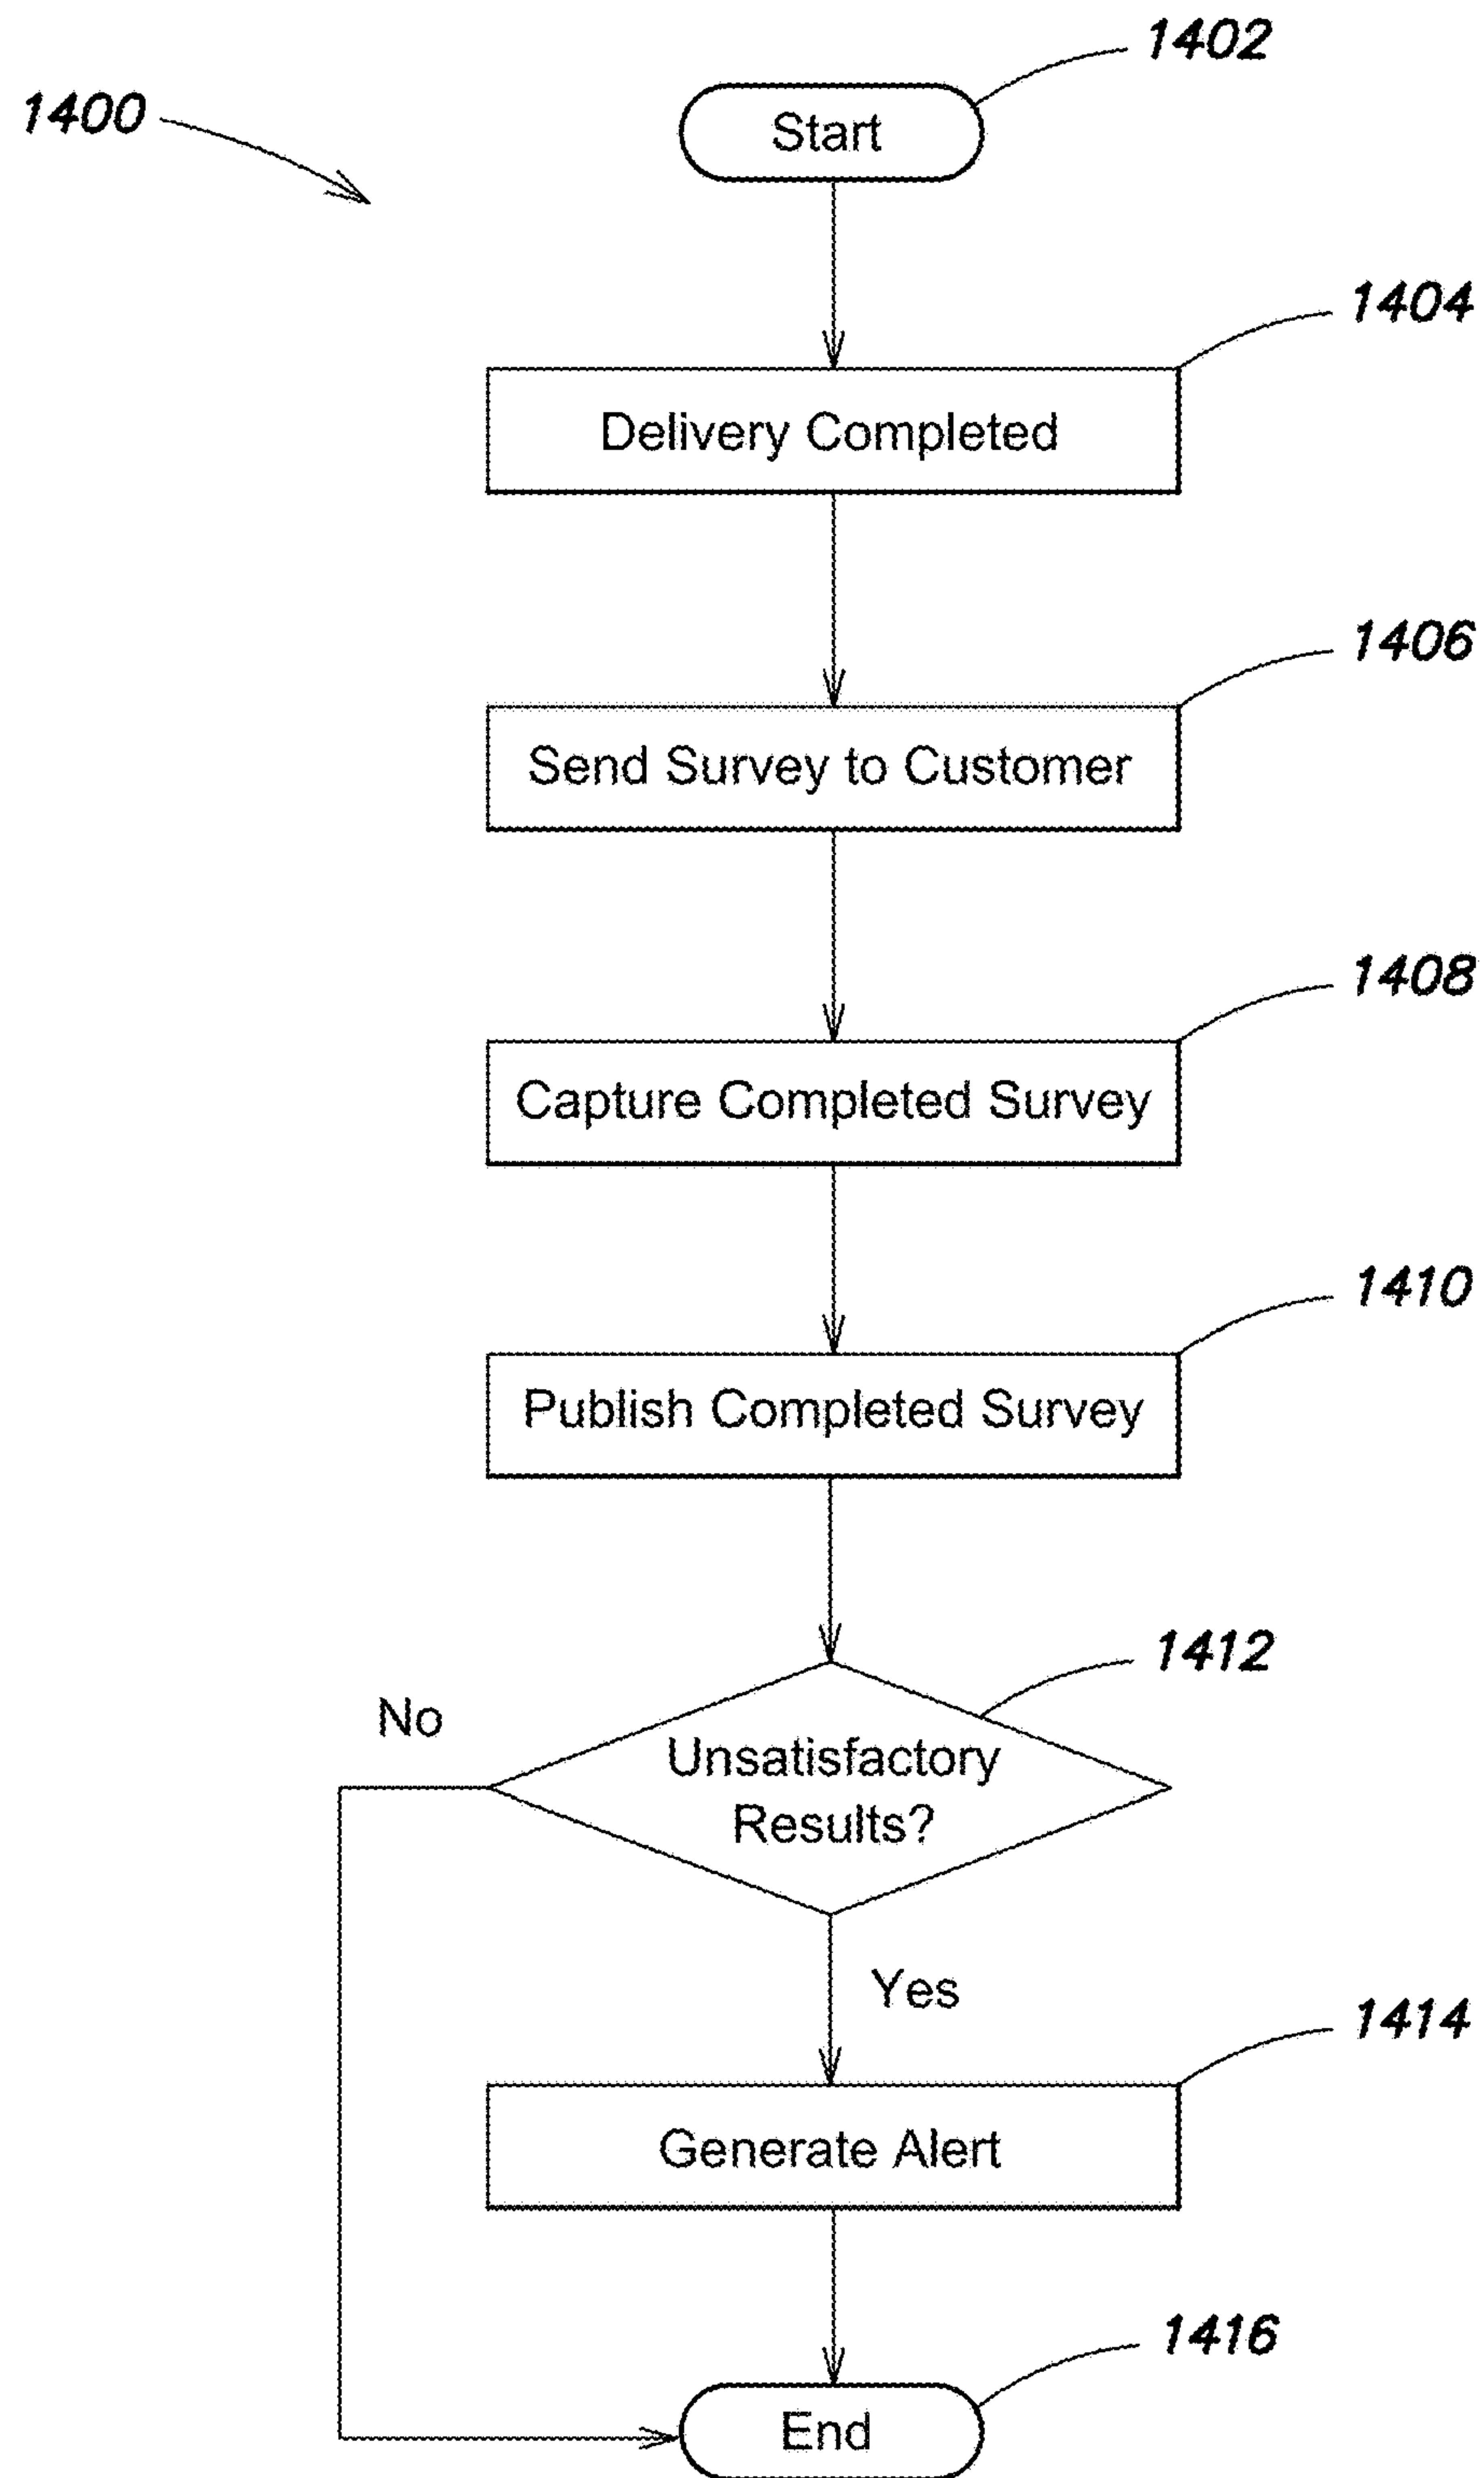 1402
1400
Start
1404
Delivery Completed
1406
Send Survey to Customer
1408
Capture Completed Survey
1410
Publish Completed Survey
1412
No
Unsatisfactory
Results?
Yes
1414
Generate Alert
1416
End